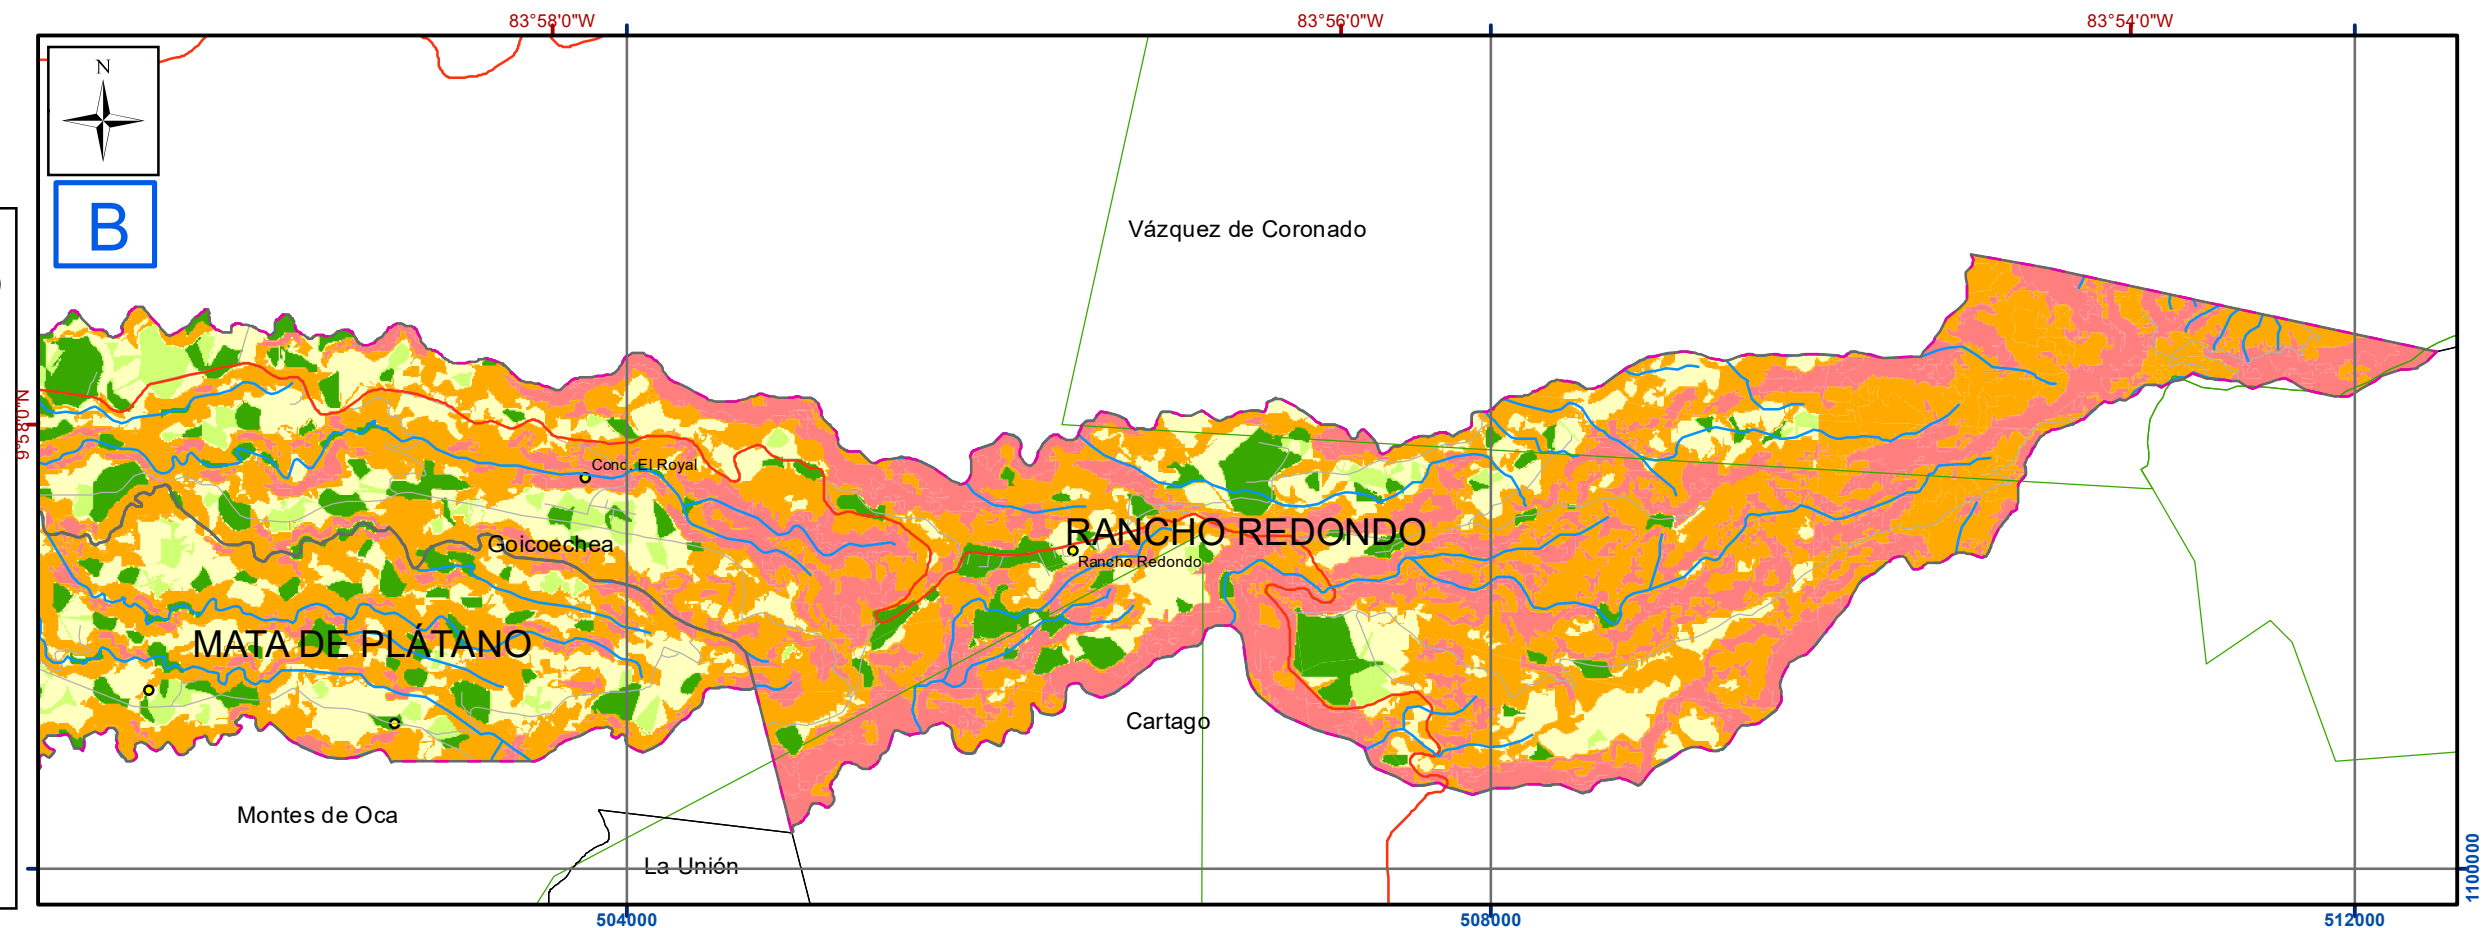 83°58'0"W
83°56'0"W
83°54'0"W
N
B
Vázquez de Coronado
9°58'0"N
Cond. El Royal
RANCHO REDONDO
Goicoechea
Rancho Redondo
MATA DE PLÁTANO
Cartago
Montes de Oca
La Unión
1100000
504000
508000
512000